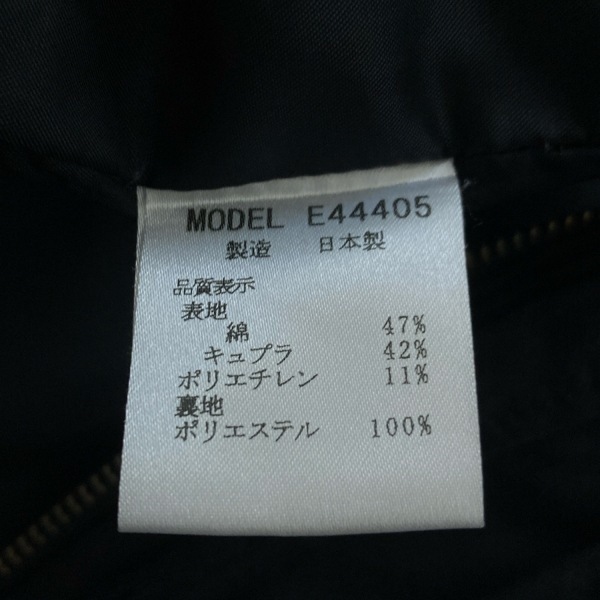 MODEL E44405
製造 日本製
品質表示
表地
綿 47%
キュプラ 42%
ポリエチレン 11%
裏地
ポリエステル 100%